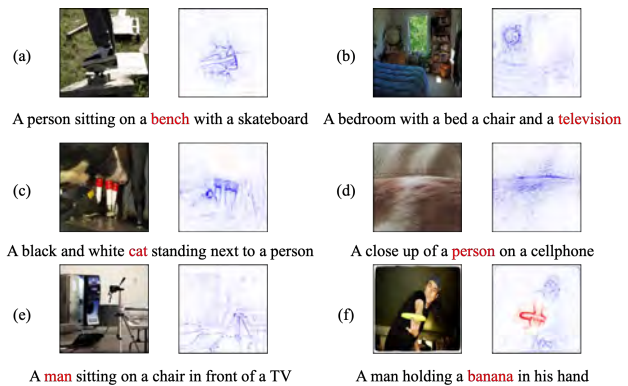 (a)
(b)
A person sitting on a bench with a skateboard
A bedroom with a bed a chair and a television
(c)
(d)
A black and white cat standing next to a person
A close up of a person on a cellphone
(e)
(f)
A man sitting on a chair in front of a TV
A man holding a banana in his hand